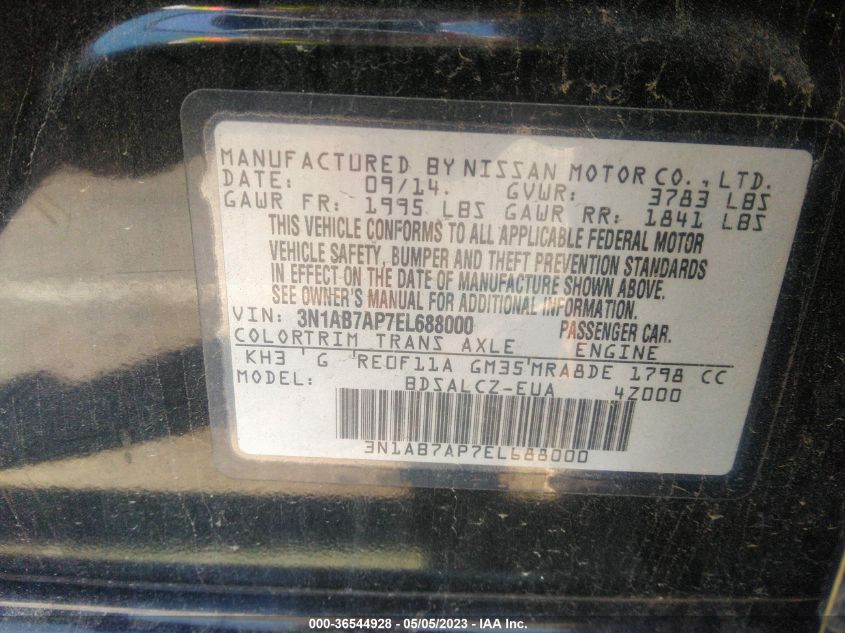 MANUFACTURED BY NISSAN MOTOR CO., LTD.
DATE: 09/14. GVWR: 3783 LBS
GAWR FR: 1995 LBS GAWR RR: 1841 LBS
THIS VEHICLE CONFORMS TO ALL APPLICABLE FEDERAL MOTOR
VEHICLE SAFETY, BUMPER AND THEFT PREVENTION STANDARDS
IN EFFECT ON THE DATE OF MANUFACTURE SHOWN ABOVE.
SEE OWNER'S MANUAL FOR ADDITIONAL INFORMATION.
VIN: 3N1AB7AP7EL688000 PASSENGER CAR.
COLORTRIM TRANS AXLE ENGINE
KH3 ' G 'RE0F11A GM35'MRA8DE 1798 CC
MODEL: BDSALCZ-EUA 4Z000
3N1AB7AP7EL688000
000-36544928 - 05/05/2023 - IAA Inc.